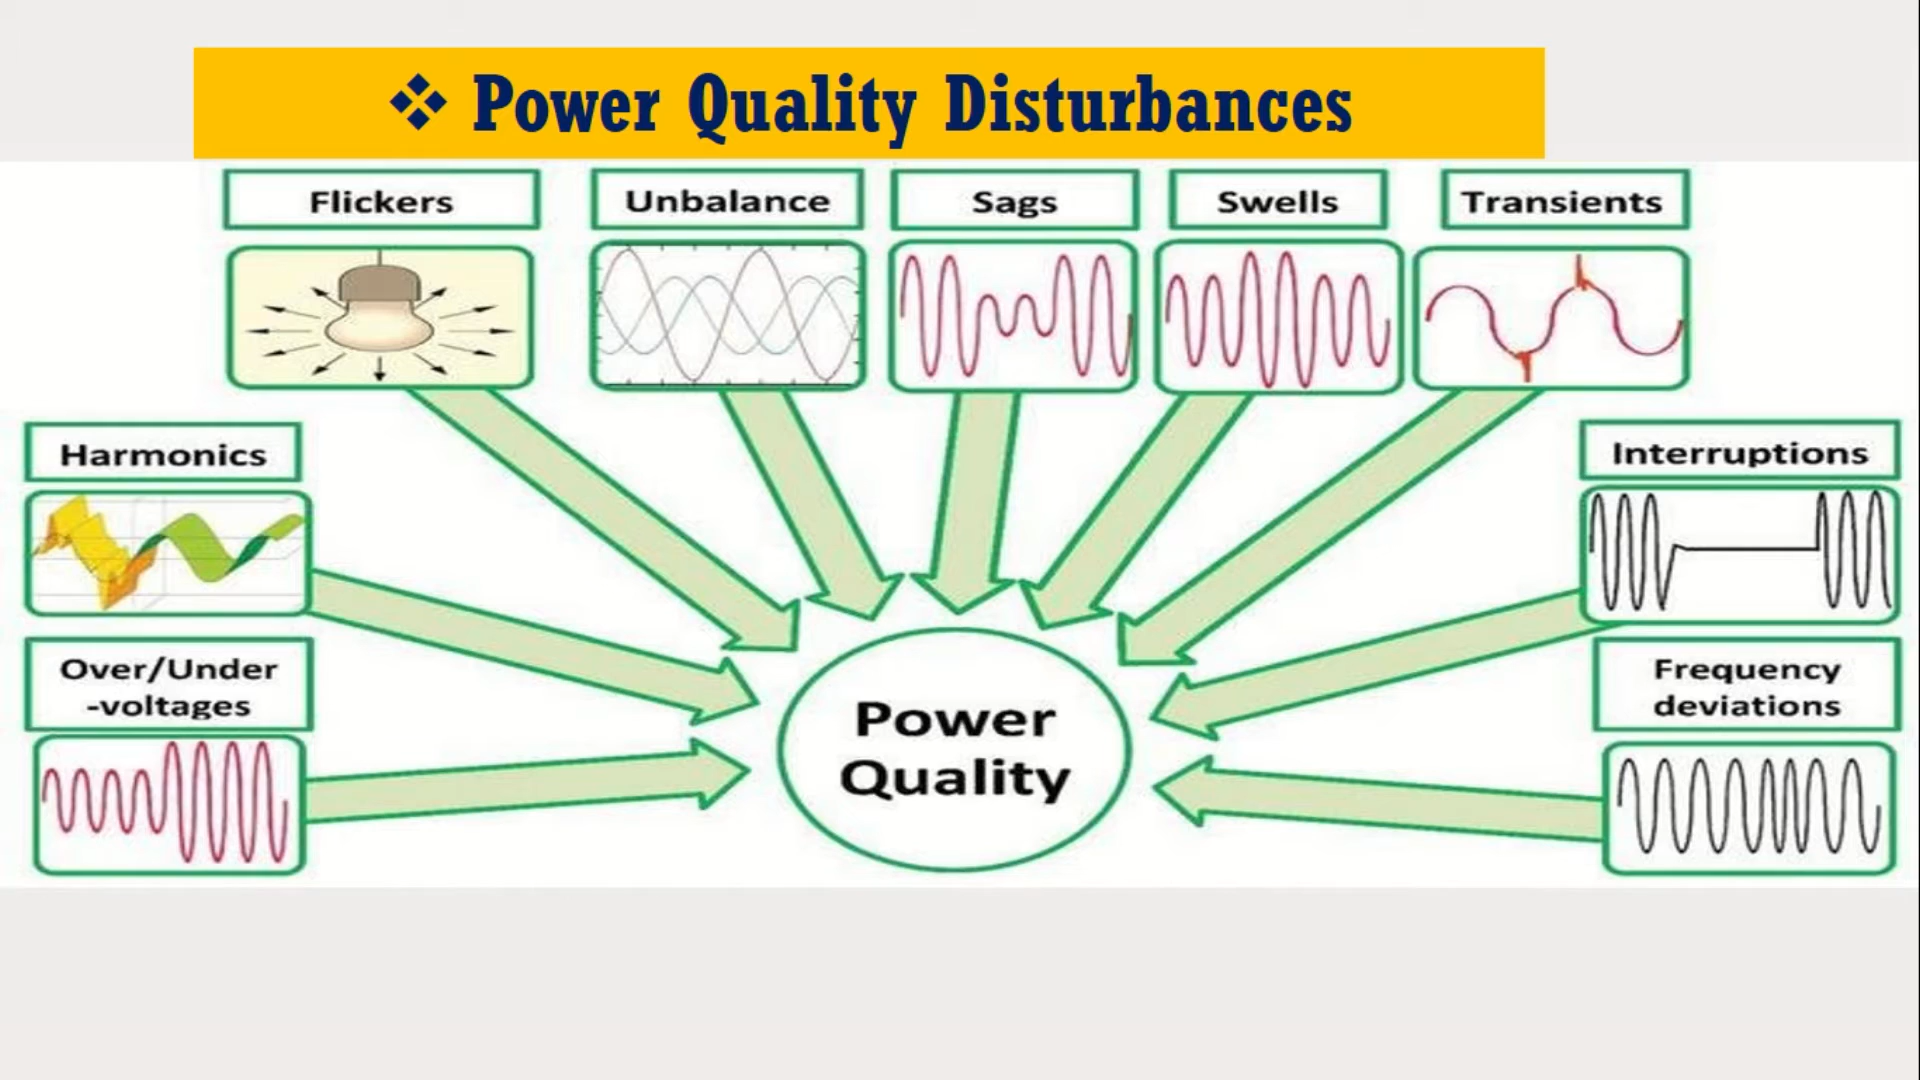 ❖ Power Quality Disturbances
Flickers
Unbalance
Sags
Swells
Transients
Harmonics
Interruptions
Over/Under
-voltages
Frequency
deviations
Power
Quality